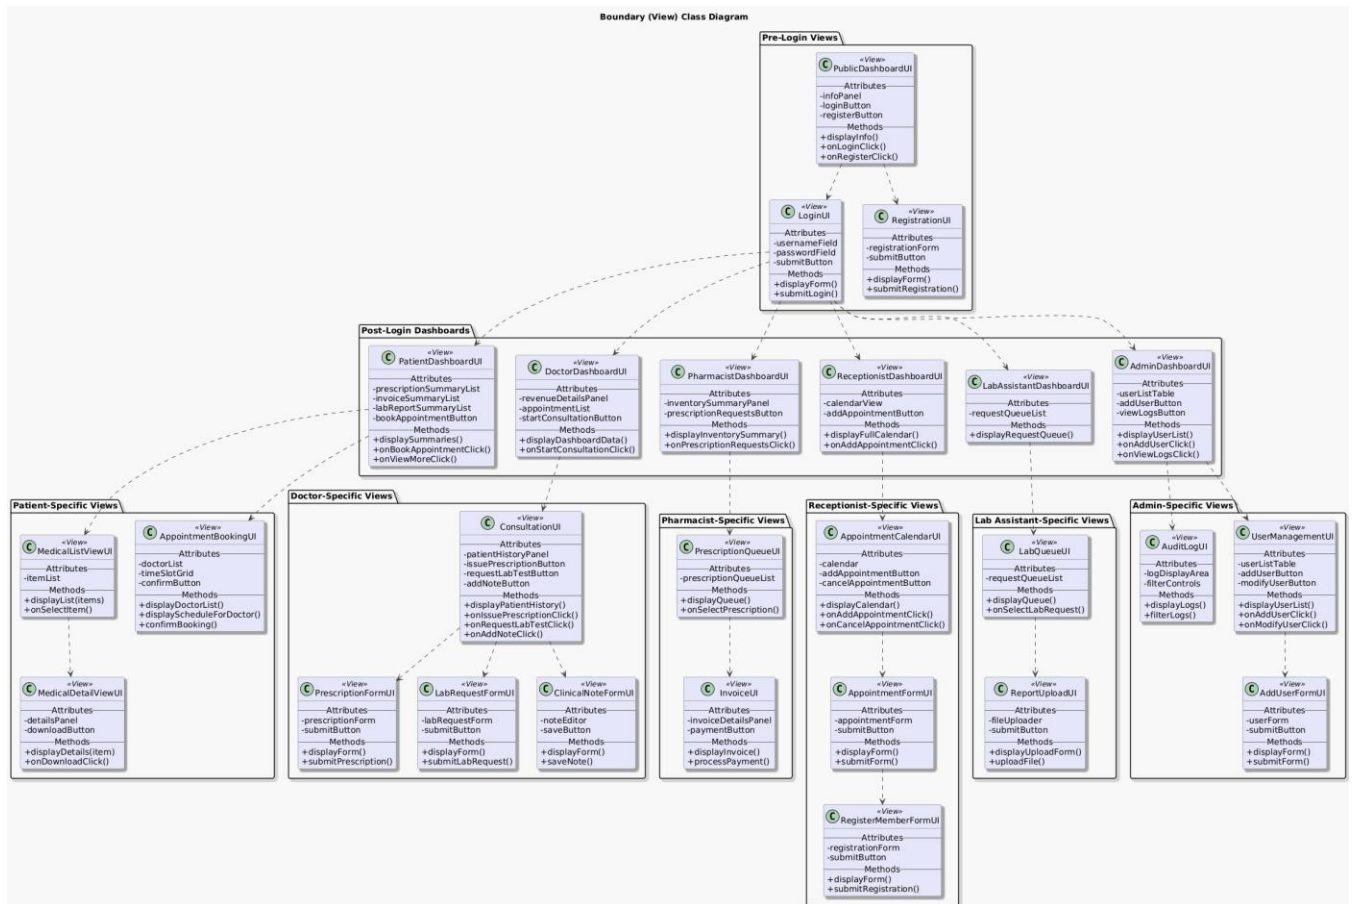 Boundary (View) Class Diagram
Pre-Login Views
C
«View»
PublicDashboardUI
Attributes
-infoPanel
-loginButton
-registerButton
Methods
+displayInfo()
+onLoginClick()
+onRegisterClick()
C
«View»
LoginUI
Attributes
-usernameField
-passwordField
-submitButton
Methods
+displayForm()
+submitLogin()
C
«View»
RegistrationUI
Attributes
-registrationForm
-submitButton
Methods
+displayForm()
+submitRegistration()
Post-Login Dashboards
C
«View»
PatientDashboardUI
Attributes
-prescriptionSummaryList
-invoiceSummaryList
-labReportSummaryList
-bookAppointmentButton
Methods
+displaySummaries()
+onBookAppointmentClick()
+onViewMoreClick()
C
«View»
DoctorDashboardUI
Attributes
-revenueDetailsPanel
-appointmentList
-startConsultationButton
Methods
+displayDashboardData()
+onStartConsultationClick()
C
«View»
PharmacistDashboardUI
Attributes
-inventorySummaryPanel
-prescriptionRequestsButton
Methods
+displayInventorySummary()
+onPrescriptionRequestsClick()
C
«View»
ReceptionistDashboardUI
Attributes
-calendarView
-addAppointmentButton
Methods
+displayFullCalendar()
+onAddAppointmentClick()
C
«View»
LabAssistantDashboardUI
Attributes
-requestQueueList
Methods
+displayRequestQueue()
C
«View»
AdminDashboardUI
Attributes
-userListTable
-addUserButton
-viewLogsButton
Methods
+displayUserList()
+onAddUserClick()
+onViewLogsClick()
Patient-Specific Views
C
«View»
MedicalListViewUI
Attributes
-itemList
Methods
+displayList(items)
+onSelectItem()
C
«View»
AppointmentBookingUI
Attributes
-doctorList
-timeSlotGrid
-confirmButton
Methods
+displayDoctorList()
+displayScheduleForDoctor()
+confirmBooking()
C
«View»
MedicalDetailViewUI
Attributes
-detailsPanel
-downloadButton
Methods
+displayDetails(item)
+onDownloadClick()
Doctor-Specific Views
C
«View»
ConsultationUI
Attributes
-patientHistoryPanel
-issuePrescriptionButton
-requestLabTestButton
-addNoteButton
Methods
+displayPatientHistory()
+onIssuePrescriptionClick()
+onRequestLabTestClick()
+onAddNoteClick()
C
«View»
PrescriptionFormUI
Attributes
-prescriptionForm
-submitButton
Methods
+displayForm()
+submitPrescription()
C
«View»
LabRequestFormUI
Attributes
-labRequestForm
-submitButton
Methods
+displayForm()
+submitLabRequest()
C
«View»
ClinicalNoteFormUI
Attributes
-noteEditor
-saveButton
Methods
+displayForm()
+saveNote()
Pharmacist-Specific Views
C
«View»
PrescriptionQueueUI
Attributes
-prescriptionQueueList
Methods
+displayQueue()
+onSelectPrescription()
C
«View»
InvoiceUI
Attributes
-invoiceDetailsPanel
-paymentButton
Methods
+displayInvoice()
+processPayment()
Receptionist-Specific Views
C
«View»
AppointmentCalendarUI
Attributes
-calendar
-addAppointmentButton
-cancelAppointmentButton
Methods
+displayCalendar()
+onAddAppointmentClick()
+onCancelAppointmentClick()
C
«View»
AppointmentFormUI
Attributes
-appointmentForm
-submitButton
Methods
+displayForm()
+submitForm()
C
«View»
RegisterMemberFormUI
Attributes
-registrationForm
-submitButton
Methods
+displayForm()
+submitRegistration()
Lab Assistant-Specific Views
C
«View»
LabQueueUI
Attributes
-requestQueueList
Methods
+displayQueue()
+onSelectLabRequest()
C
«View»
ReportUploadUI
Attributes
-fileUploader
-submitButton
Methods
+displayUploadForm()
+uploadFile()
Admin-Specific Views
C
«View»
AuditLogUI
Attributes
-logDisplayArea
-filterControls
Methods
+displayLogs()
+filterLogs()
C
«View»
UserManagementUI
Attributes
-userListTable
-addUserButton
-modifyUserButton
Methods
+displayUserList()
+onAddUserClick()
+onModifyUserClick()
C
«View»
AddUserFormUI
Attributes
-userForm
-submitButton
Methods
+displayForm()
+submitForm()